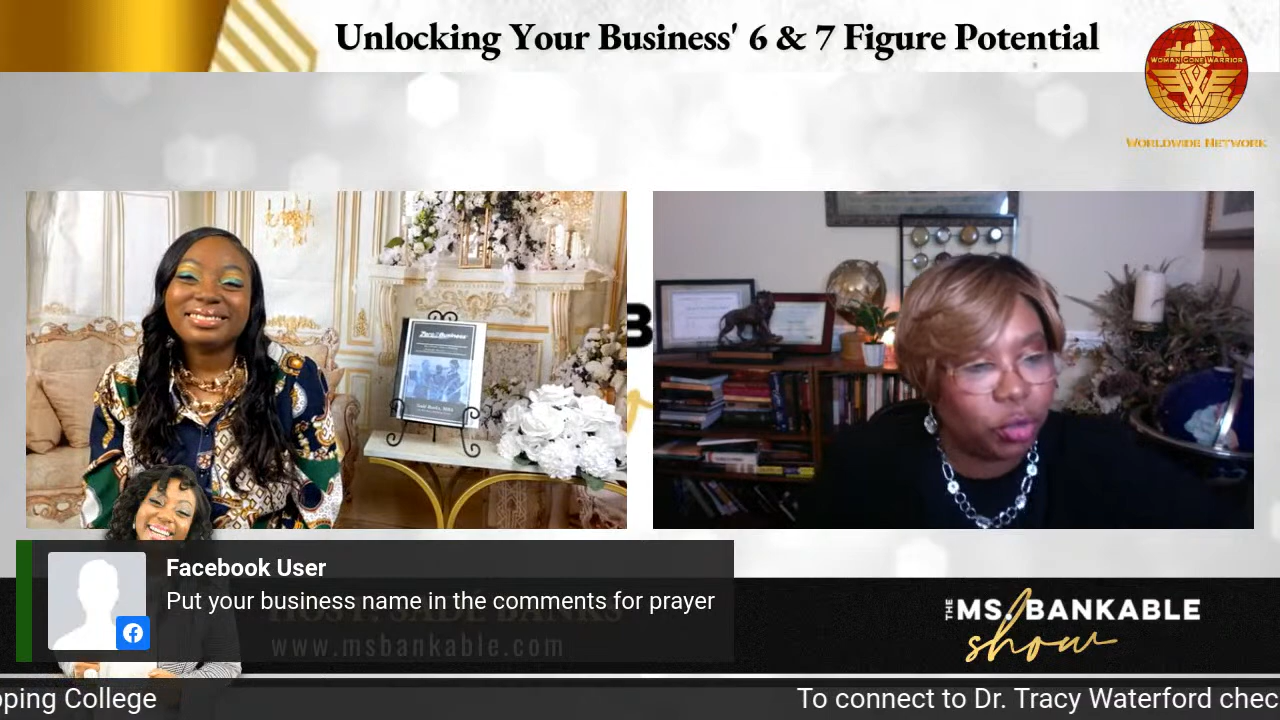 Unlocking Your Business' 6 & 7 Figure Potential
WOMAN GONE WARRIOR
WORLDWIDE NETWORK
Facebook User
Put your business name in the comments for prayer
www.msbankable.com
THE MS. BANKABLE
show
pping College
To connect to Dr. Tracy Waterford chec